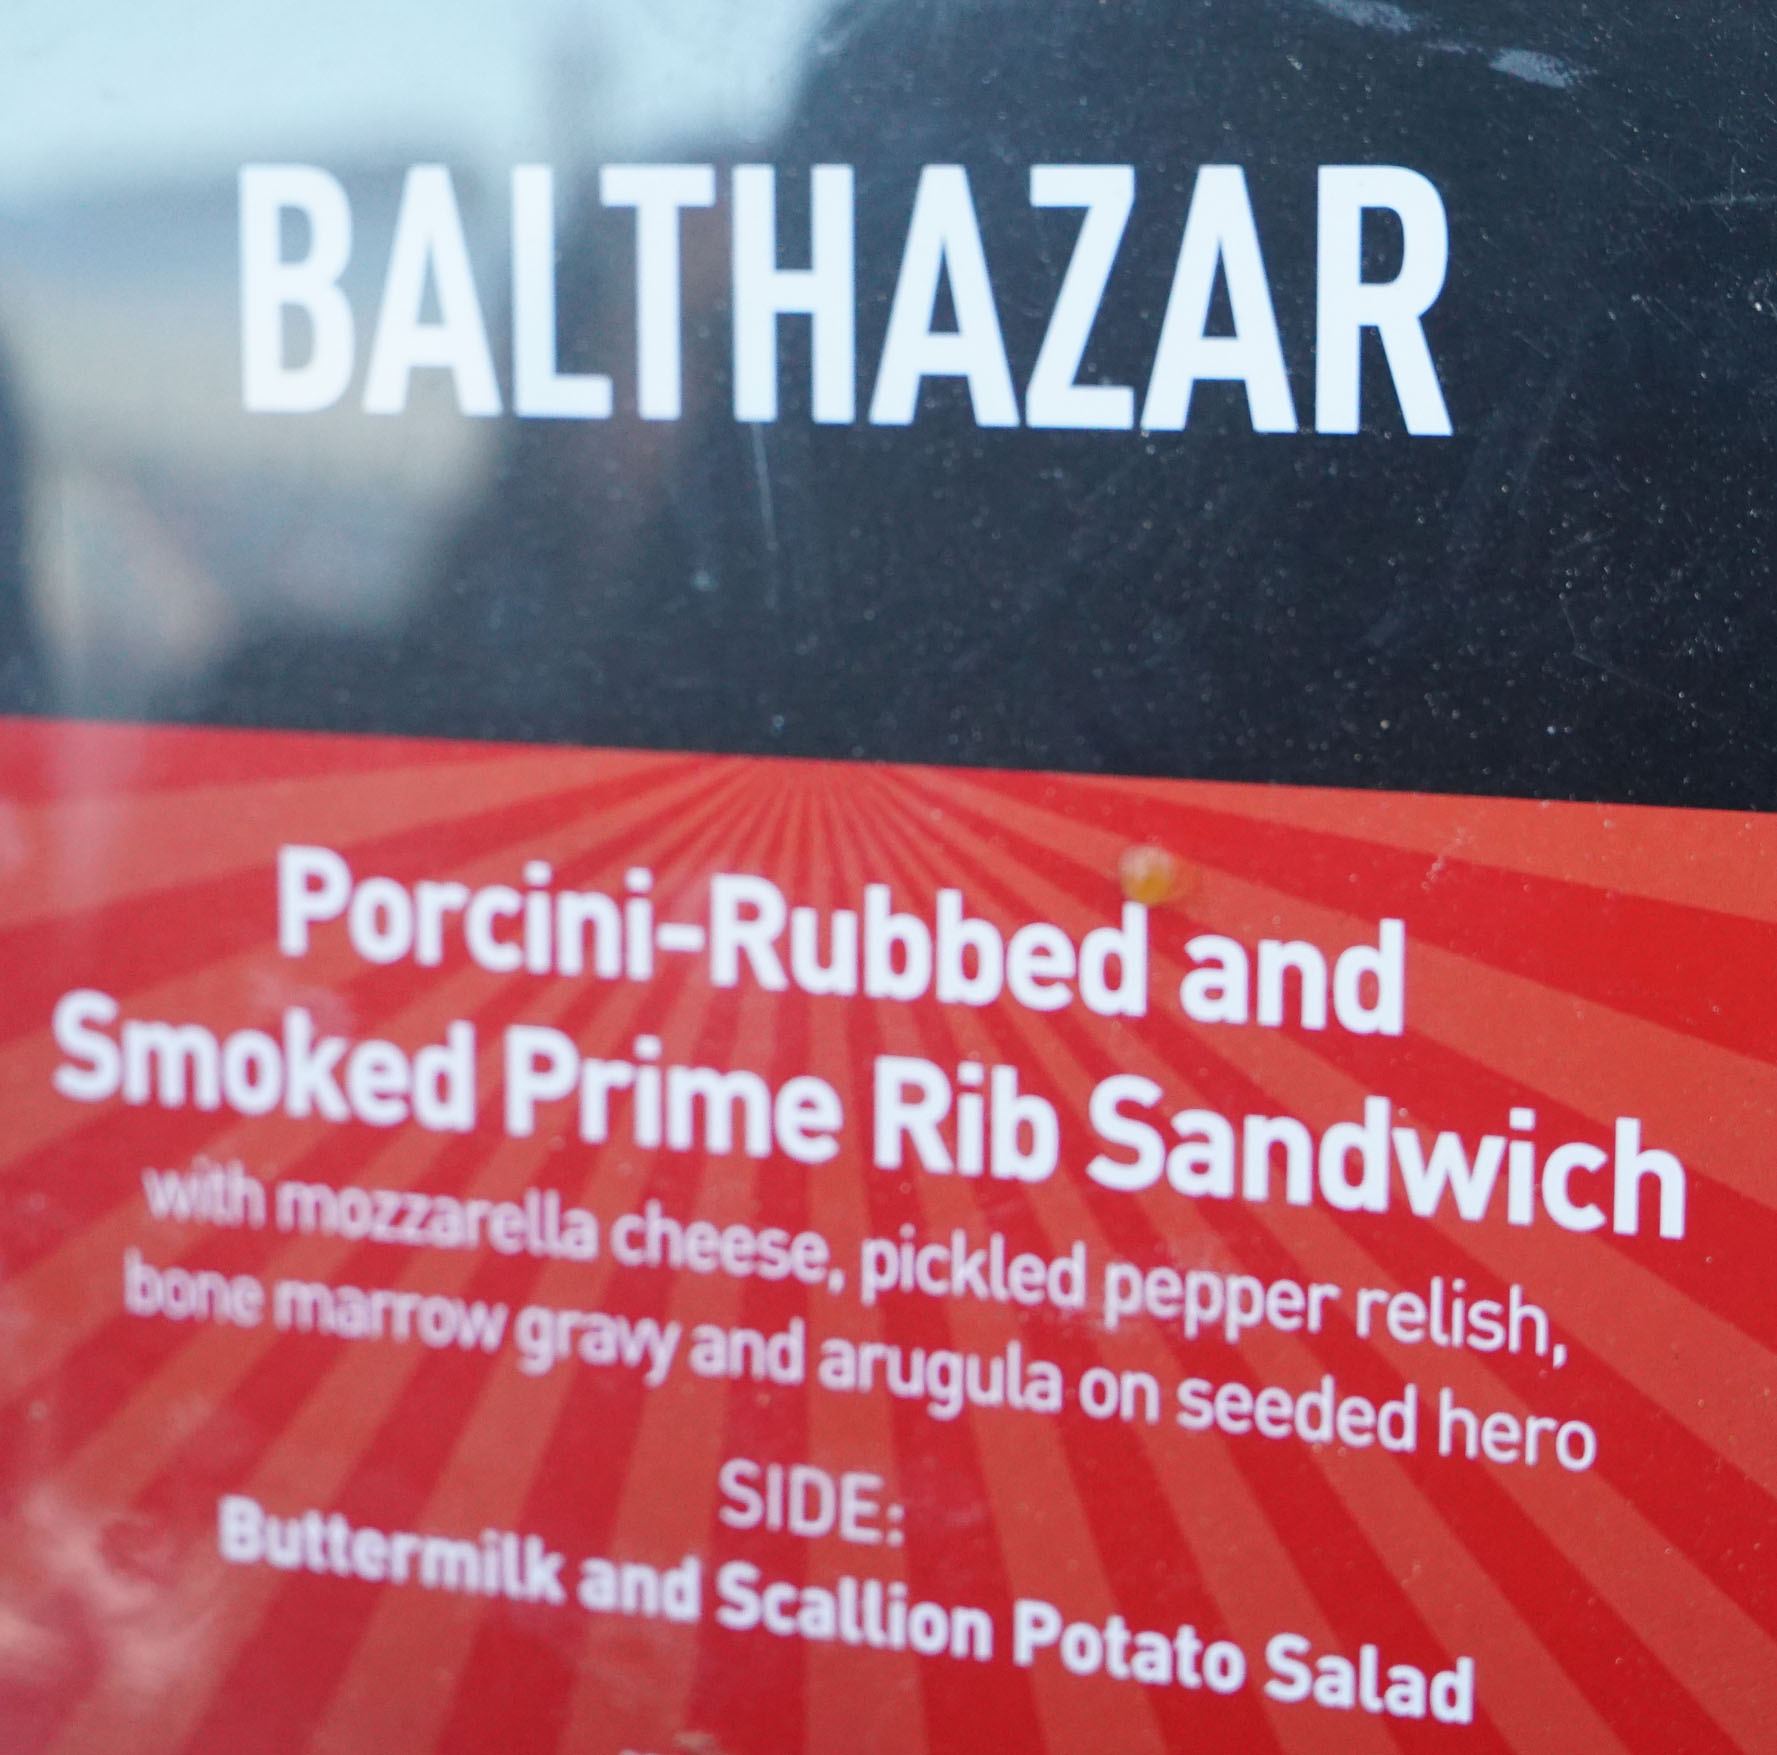 BALTHAZAR
Porcini-Rubbed and
Smoked Prime Rib Sandwich
with mozzarella cheese, pickled pepper relish,
bone marrow gravy and arugula on seeded hero
SIDE:
Buttermilk and Scallion Potato Salad